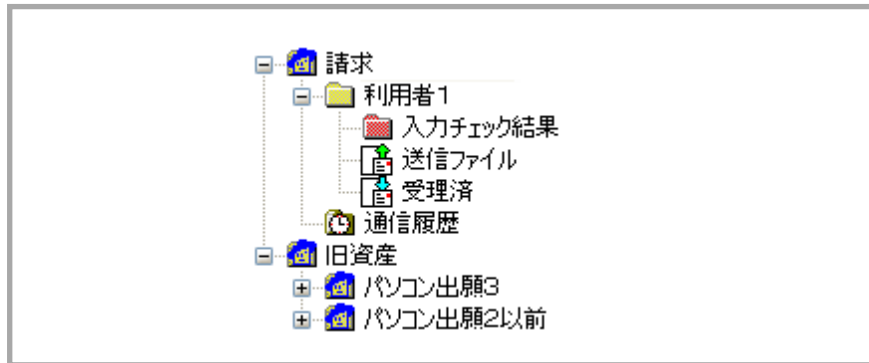 請求
利用者1
入力チェック結果
送信ファイル
受理済
通信履歴
旧資産
パソコン出願3
パソコン出願2以前